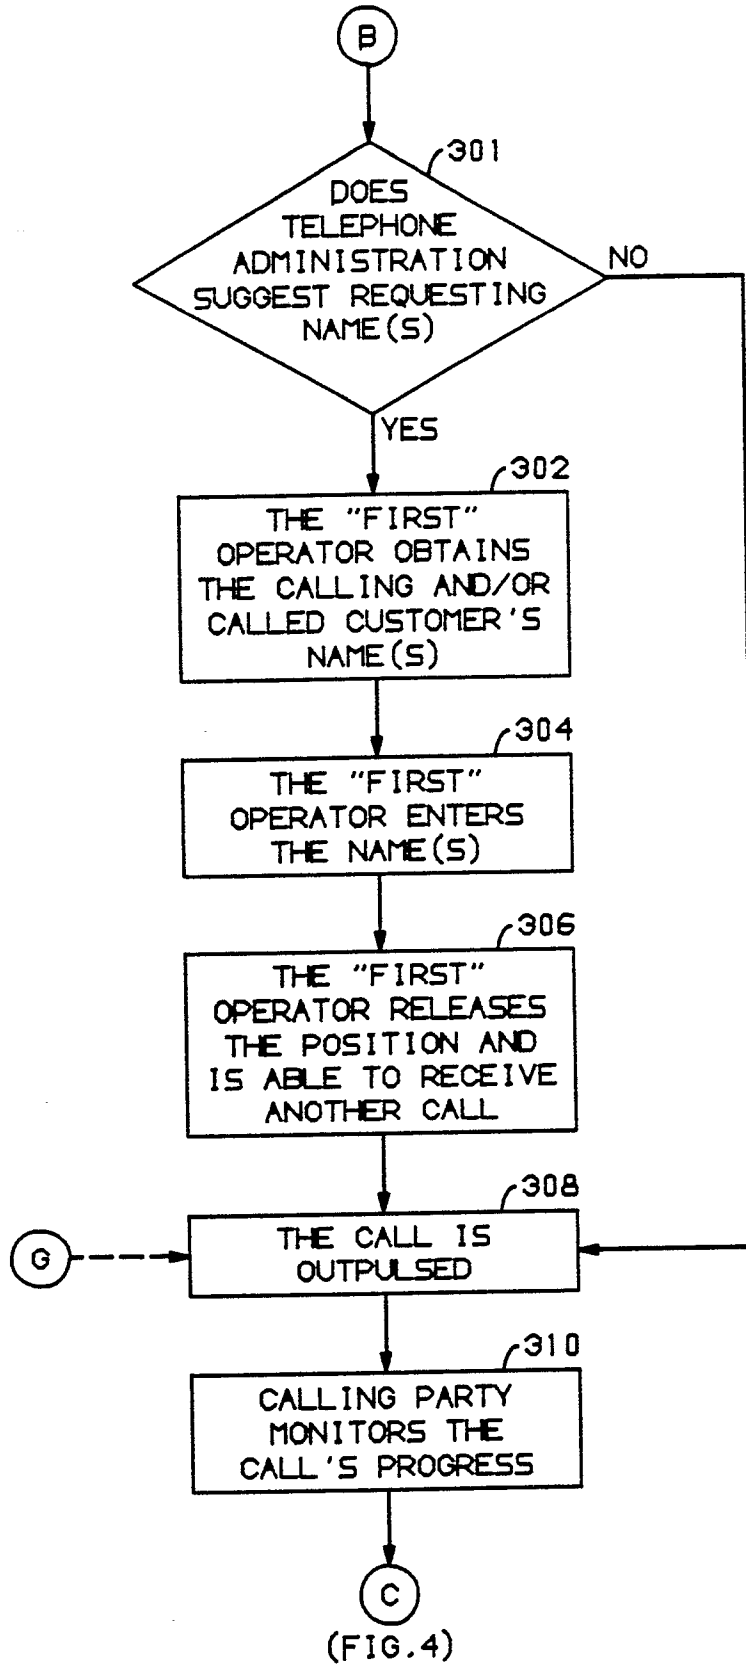 B
301
DOES
TELEPHONE
ADMINISTRATION
SUGGEST REQUESTING
NAME(S)
NO
YES
302
THE "FIRST"
OPERATOR OBTAINS
THE CALLING AND/OR
CALLED CUSTOMER'S
NAME(S)
304
THE "FIRST"
OPERATOR ENTERS
THE NAME(S)
306
THE "FIRST"
OPERATOR RELEASES
THE POSITION AND
IS ABLE TO RECEIVE
ANOTHER CALL
308
G
THE CALL IS
OUTPULSED
310
CALLING PARTY
MONITORS THE
CALL'S PROGRESS
C
(FIG.4)